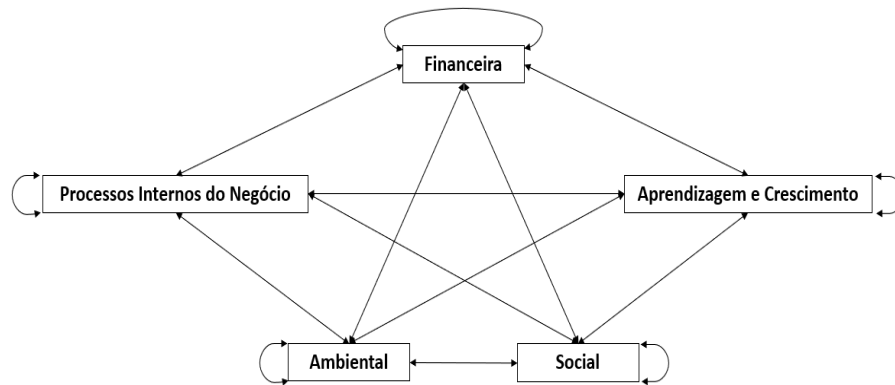 Financeira
Processos Internos do Negócio
Aprendizagem e Crescimento
Ambiental
Social